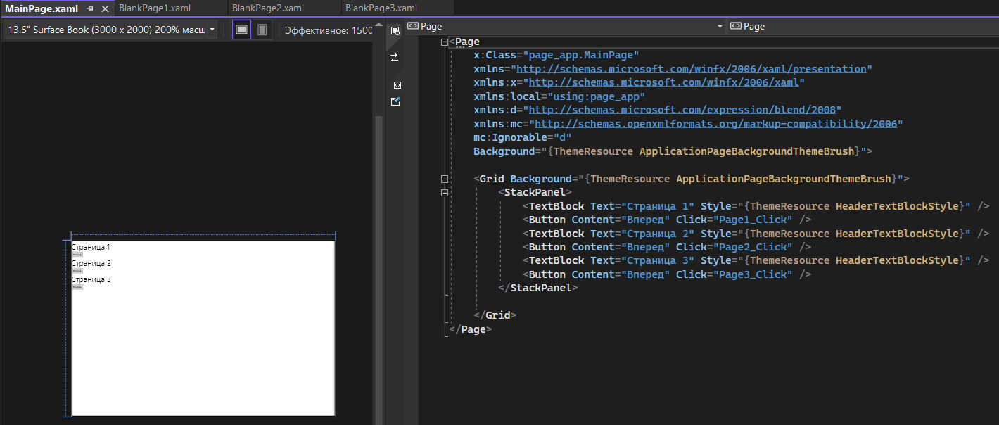 MainPage.xaml
BlankPage1.xaml
BlankPage2.xaml
BlankPage3.xaml
13.5" Surface Book (3000 x 2000) 200% масш
Эффективное: 1500
Page
Page
Страница 1
Страница 2
Страница 3
<Page
x:Class="page_app.MainPage"
xmlns="http://schemas.microsoft.com/winfx/2006/xaml/presentation"
xmlns:x="http://schemas.microsoft.com/winfx/2006/xaml"
xmlns:local="using:page_app"
xmlns:d="http://schemas.microsoft.com/expression/blend/2008"
xmlns:mc="http://schemas.openxmlformats.org/markup-compatibility/2006"
mc:Ignorable="d"
Background="{ThemeResource ApplicationPageBackgroundThemeBrush}">
<Grid Background="{ThemeResource ApplicationPageBackgroundThemeBrush}">
<StackPanel>
<TextBlock Text="Страница 1" Style="{ThemeResource HeaderTextBlockStyle}" />
<Button Content="Вперед" Click="Page1_Click" />
<TextBlock Text="Страница 2" Style="{ThemeResource HeaderTextBlockStyle}" />
<Button Content="Вперед" Click="Page2_Click" />
<TextBlock Text="Страница 3" Style="{ThemeResource HeaderTextBlockStyle}" />
<Button Content="Вперед" Click="Page3_Click" />
</StackPanel>
</Grid>
</Page>